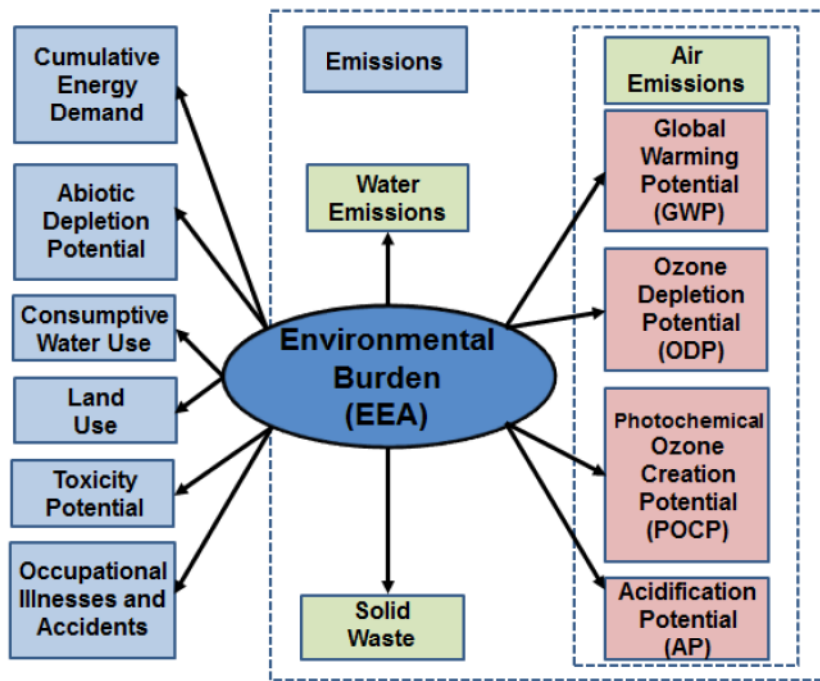 Cumulative
Energy
Demand
Abiotic
Depletion
Potential
Consumptive
Water Use
Land
Use
Toxicity
Potential
Occupational
Illnesses and
Accidents
Emissions
Water
Emissions
Environmental
Burden
(EEA)
Solid
Waste
Air
Emissions
Global
Warming
Potential
(GWP)
Ozone
Depletion
Potential
(ODP)
Photochemical
Ozone
Creation
Potential
(POCP)
Acidification
Potential
(AP)